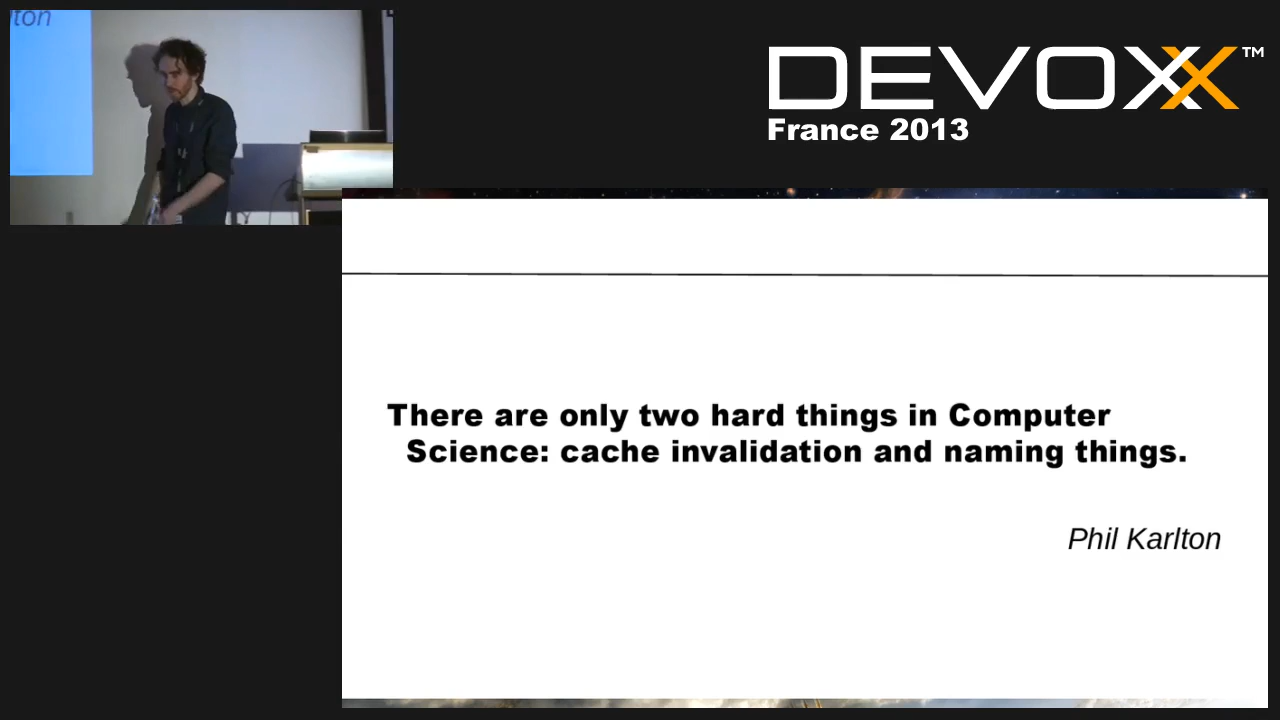 lton
DEVOXX™
France 2013
There are only two hard things in Computer
Science: cache invalidation and naming things.
Phil Karlton